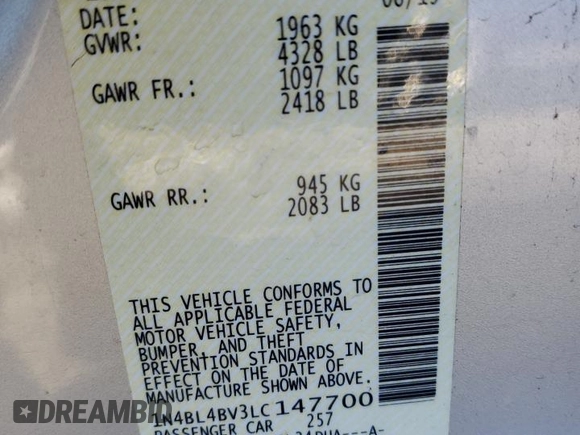 DATE:
GVWR: 1963 KG
4328 LB
GAWR FR.: 1097 KG
2418 LB
GAWR RR.: 945 KG
2083 LB
THIS VEHICLE CONFORMS TO
ALL APPLICABLE FEDERAL
MOTOR VEHICLE SAFETY,
BUMPER, AND THEFT
PREVENTION STANDARDS IN
EFFECT ON THE DATE OF
MANUFACTURE SHOWN ABOVE.
1N4BL4BV3LC147700
PASSENGER CAR 257
DREAMBID